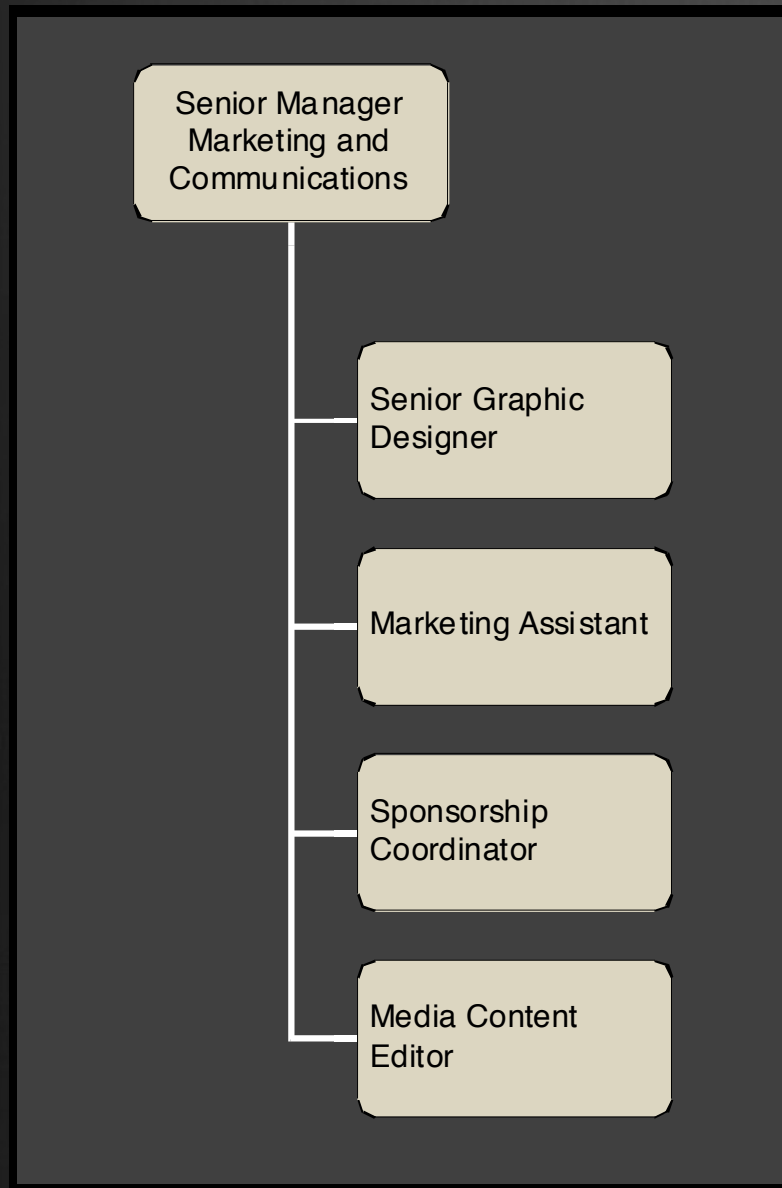 Senior Manager
Marketing and
Communications
Senior Graphic
Designer
Marketing Assistant
Sponsorship
Coordinator
Media Content
Editor